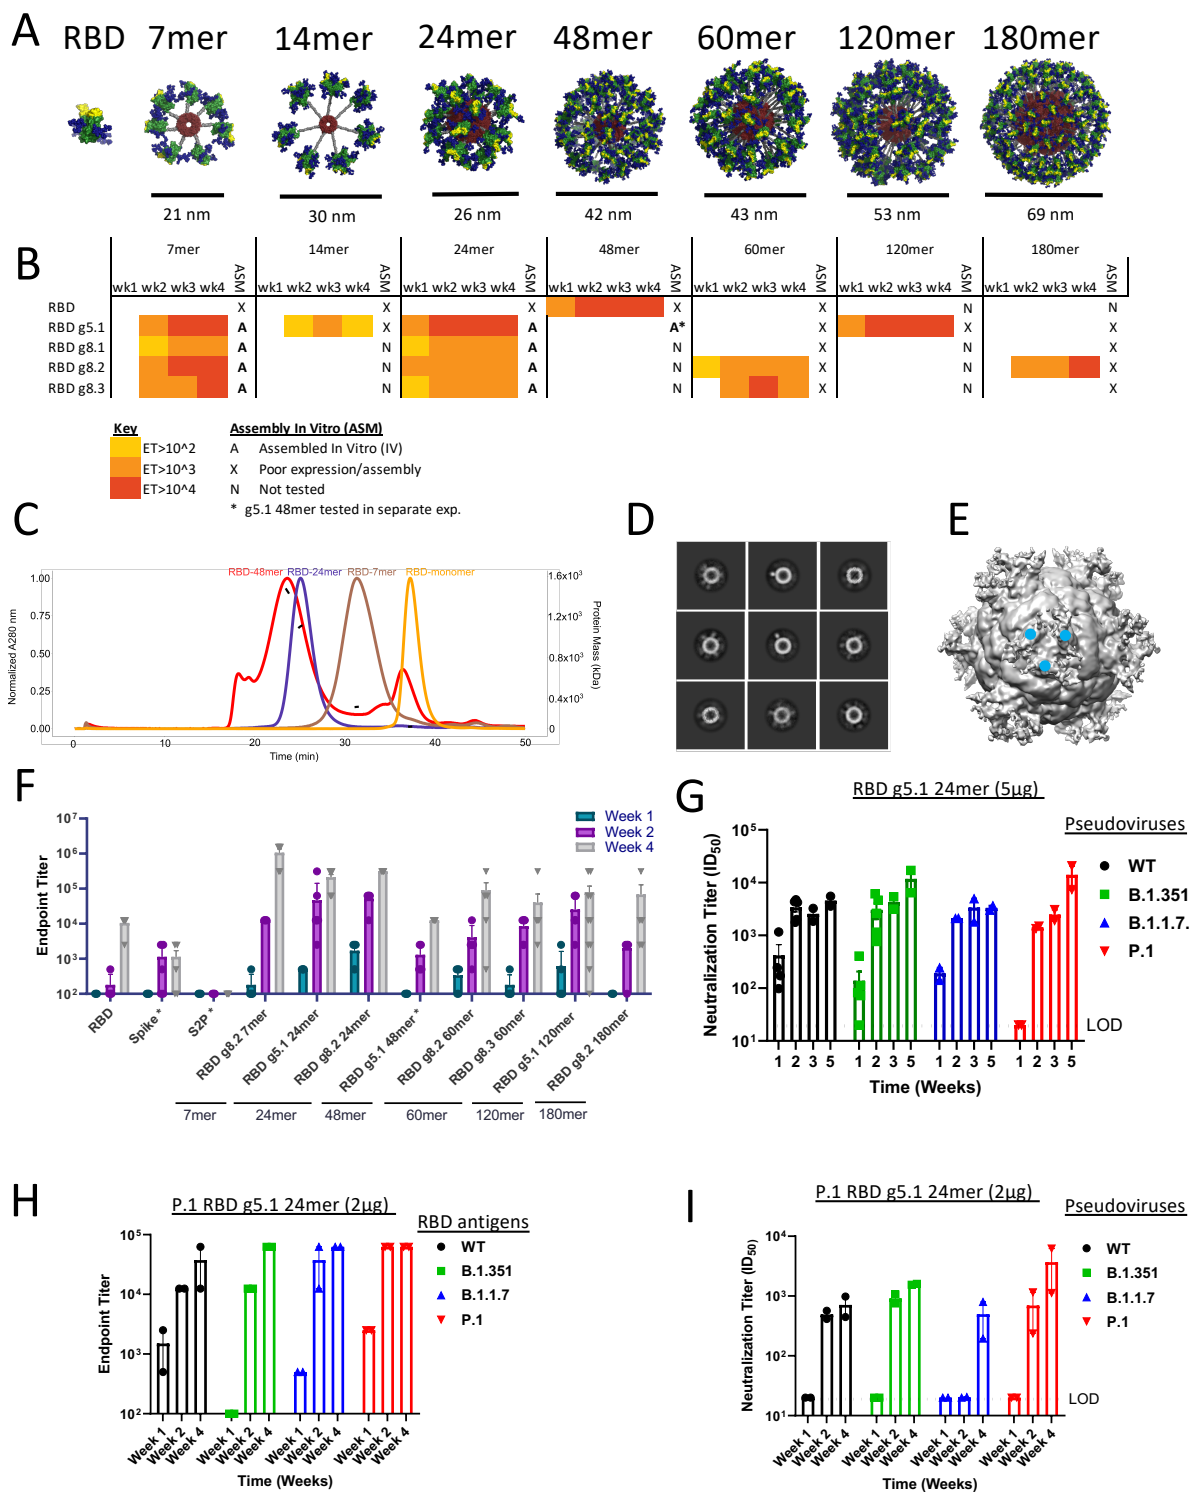 A
RBD 7mer 14mer 24mer 48mer 60mer 120mer 180mer
21 nm 30 nm 26 nm 42 nm 43 nm 53 nm 69 nm
B
7mer 14mer 24mer 48mer 60mer 120mer 180mer
wk1 wk2 wk3 wk4 ASM wk1 wk2 wk3 wk4 ASM wk1 wk2 wk3 wk4 ASM wk1 wk2 wk3 wk4 ASM wk1 wk2 wk3 wk4 ASM wk1 wk2 wk3 wk4 ASM wk1 wk2 wk3 wk4 ASM
RBD X X X X N N N
RBD g5.1 A X A A* X X X
RBD g8.1 A N A N X N X
RBD g8.2 A N A N X N X
RBD g8.3 A N A N X N X
Key
ET>10^2
ET>10^3
ET>10^4
Assembly In Vitro (ASM)
A Assembled In Vitro (IV)
X Poor expression/assembly
N Not tested
* g5.1 48mer tested in separate exp.
C
RBD-48mer RBD-24mer RBD-7mer RBD-monomer
Normalized A280 nm
1.00
0.75
0.50
0.25
0.00
1.6x10³
1.2x10³
0.8x10³
0.4x10³
0
Protein Mass (kDa)
0 10 20 30 40 50
Time (min)
D
E
F
Week 1
Week 2
Week 4
Endpoint Titer
10⁷
10⁶
10⁵
10⁴
10³
10²
RBD
Spike *
S2P *
RBD g8.2 7mer
RBD g5.1 24mer
RBD g8.2 24mer
RBD g5.1 48mer *
RBD g8.2 60mer
RBD g8.3 60mer
RBD g5.1 120mer
RBD g8.2 180mer
7mer 24mer 48mer 60mer 120mer 180mer
G
RBD g5.1 24mer (5µg)
Neutralization Titer (ID₅₀)
10⁵
10⁴
10³
10²
10¹
LOD
1 2 3 5 1 2 3 5 1 2 3 5 1 2 3 5
Time (Weeks)
Pseudoviruses
WT
B.1.351
B.1.1.7.
P.1
H
P.1 RBD g5.1 24mer (2µg)
Endpoint Titer
10⁵
10⁴
10³
10²
Week 1 Week 2 Week 4 Week 1 Week 2 Week 4 Week 1 Week 2 Week 4 Week 1 Week 2 Week 4
Time (Weeks)
RBD antigens
WT
B.1.351
B.1.1.7
P.1
I
P.1 RBD g5.1 24mer (2µg)
Neutralization Titer (ID₅₀)
10⁴
10³
10²
10¹
LOD
Week 1 Week 2 Week 4 Week 1 Week 2 Week 4 Week 1 Week 2 Week 4 Week 1 Week 2 Week 4
Time (Weeks)
Pseudoviruses
WT
B.1.351
B.1.1.7
P.1